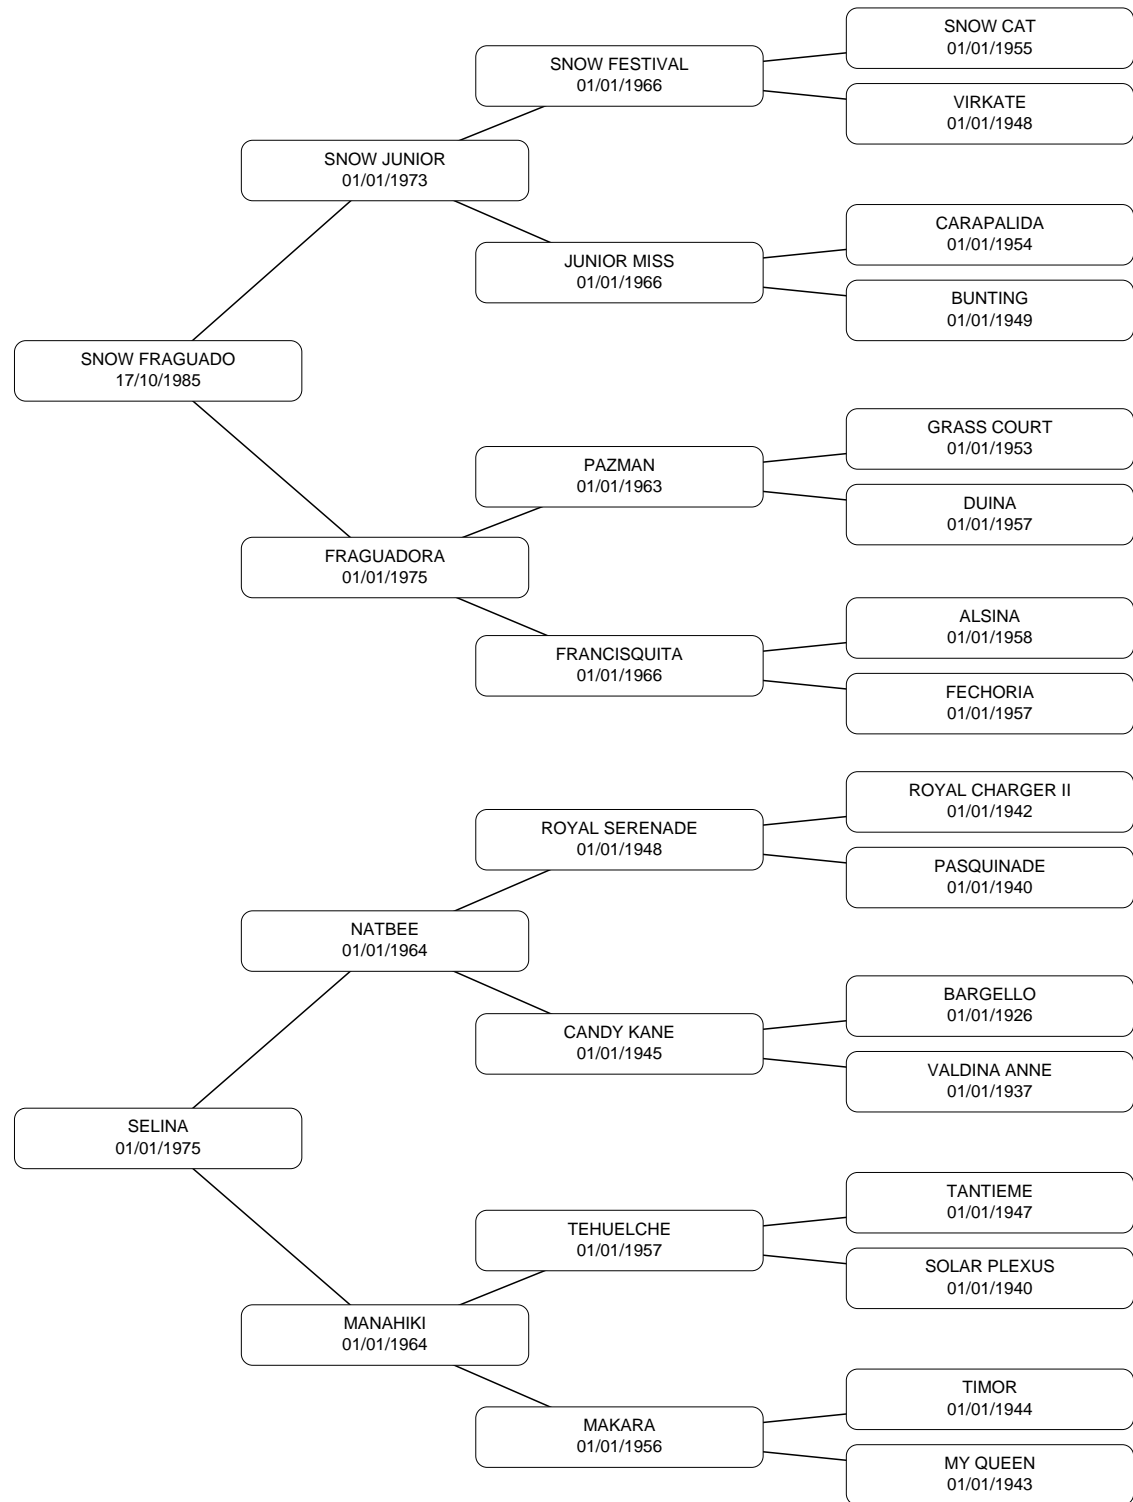 SNOW CAT
01/01/1955
SNOW FESTIVAL
01/01/1966
VIRKATE
01/01/1948
SNOW JUNIOR
01/01/1973
CARAPALIDA
01/01/1954
JUNIOR MISS
01/01/1966
BUNTING
01/01/1949
SNOW FRAGUADO
17/10/1985
GRASS COURT
01/01/1953
PAZMAN
01/01/1963
DUINA
01/01/1957
FRAGUADORA
01/01/1975
ALSINA
01/01/1958
FRANCISQUITA
01/01/1966
FECHORIA
01/01/1957
ROYAL CHARGER II
01/01/1942
ROYAL SERENADE
01/01/1948
PASQUINADE
01/01/1940
NATBEE
01/01/1964
BARGELLO
01/01/1926
CANDY KANE
01/01/1945
VALDINA ANNE
01/01/1937
SELINA
01/01/1975
TANTIEME
01/01/1947
TEHUELCHE
01/01/1957
SOLAR PLEXUS
01/01/1940
MANAHIKI
01/01/1964
TIMOR
01/01/1944
MAKARA
01/01/1956
MY QUEEN
01/01/1943